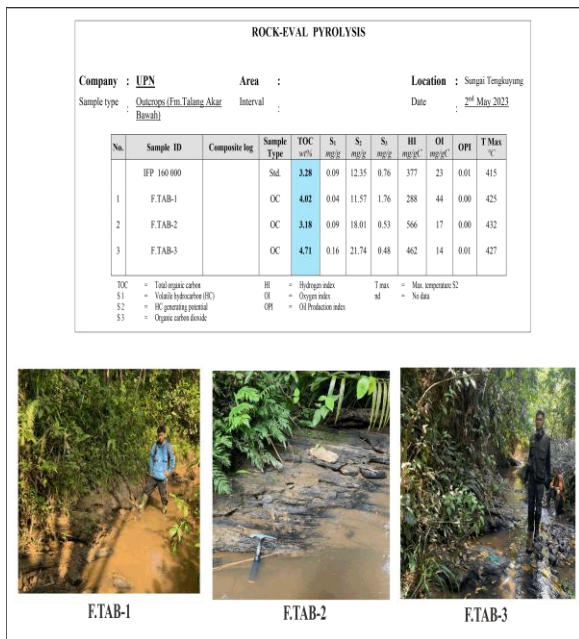 ROCK-EVAL PYROLYSIS
Company : UPN Area : Location : Sungai Tengkuyung
Sample type : Outcrops (Fm.Talang Akar Bawah) Interval : Date : 2nd May 2023
No. Sample ID Composite log Sample Type TOC wt% S1 mg/g S2 mg/g S3 mg/g HI mg/gC OI mg/gC OPI T Max °C
IFP 160 000 Std. 3.28 0.09 12.35 0.76 377 23 0.01 415
1 F.TAB-1 OC 4.02 0.04 11.57 1.76 288 44 0.00 425
2 F.TAB-2 OC 3.18 0.09 18.01 0.53 566 17 0.00 432
3 F.TAB-3 OC 4.71 0.16 21.74 0.48 462 14 0.01 427
TOC = Total organic carbon HI = Hydrogen index T max = Max. temperature S2
S 1 = Volatile hydrocarbon (HC) OI = Oxygen index nd = No data
S 2 = HC generating potential OPI = Oil Production index
S 3 = Organic carbon dioxide
F.TAB-1 F.TAB-2 F.TAB-3